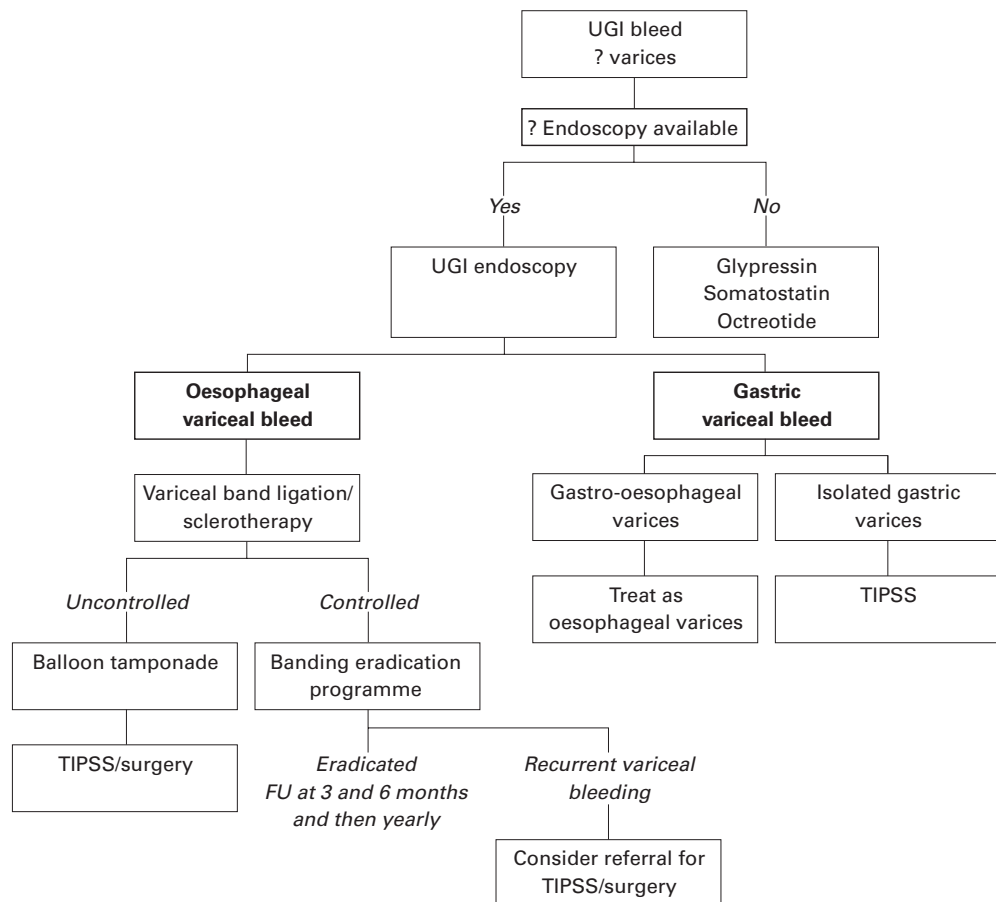 UGI bleed
? varices
? Endoscopy available
Yes
No
UGI endoscopy
Glypressin
Somatostatin
Octreotide
Oesophageal
variceal bleed
Gastric
variceal bleed
Variceal band ligation/
sclerotherapy
Gastro-oesophageal
varices
Isolated gastric
varices
Uncontrolled
Controlled
Treat as
oesophageal varices
TIPSS
Balloon tamponade
Banding eradication
programme
TIPSS/surgery
Eradicated
FU at 3 and 6 months
and then yearly
Recurrent variceal
bleeding
Consider referral for
TIPSS/surgery